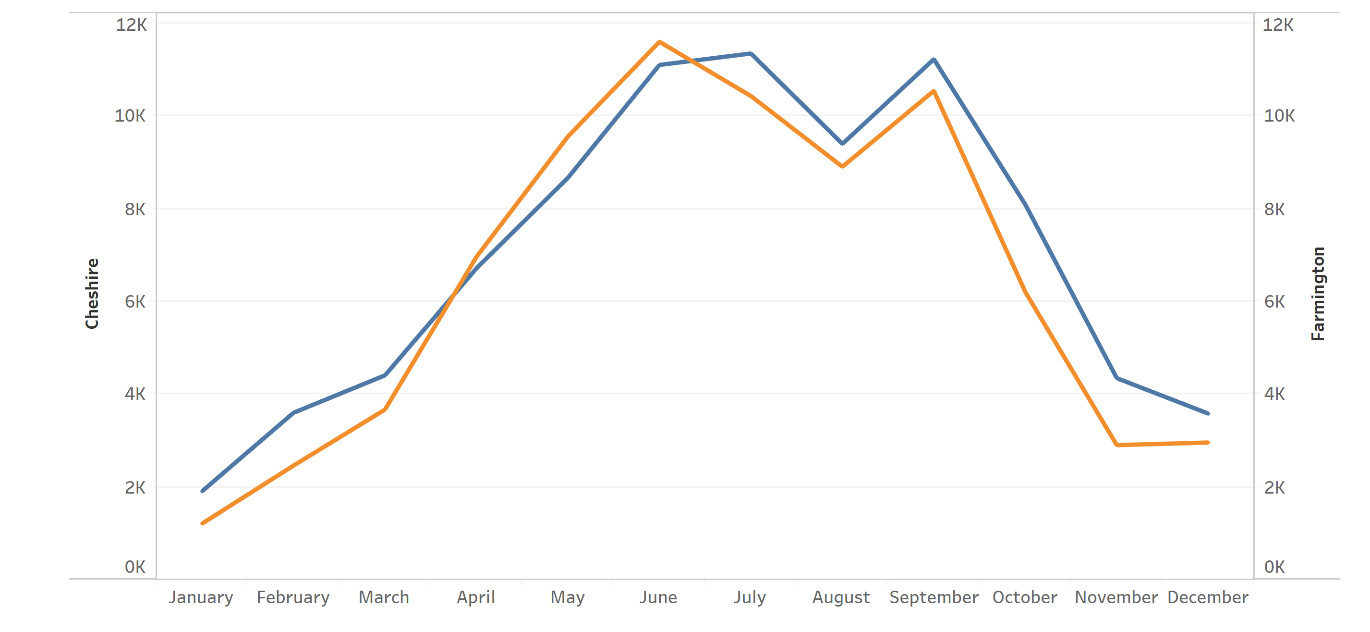 12K
10K
8K
6K
4K
2K
0K
Cheshire
12K
10K
8K
6K
4K
2K
0K
Farmington
January February March April May June July August September October November December